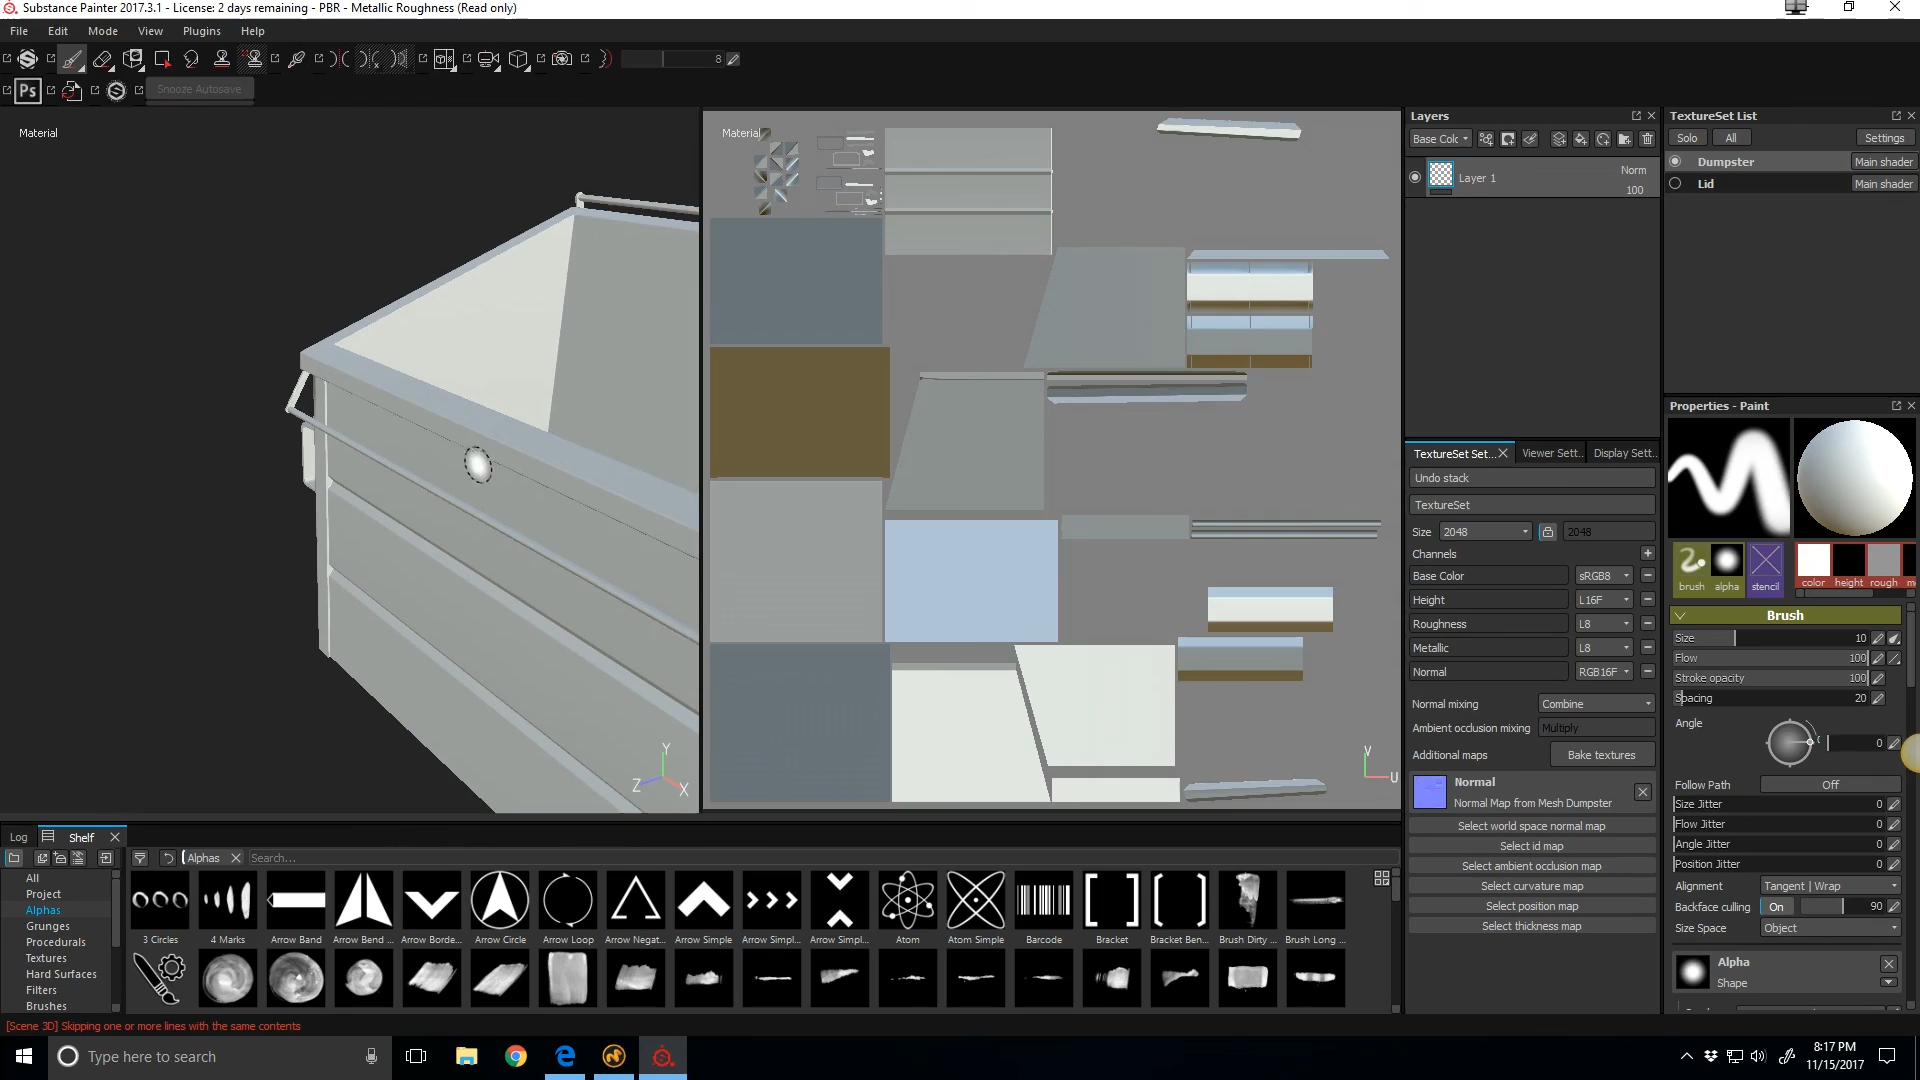 Substance Painter 2017.3.1 - License: 2 days remaining - PBR - Metallic Roughness (Read only)
File Edit Mode View Plugins Help
8
Ps Snooze Autosave
Material
Material
Y
Z
X
V
U
Layers
Base Colc
Layer 1
Norm
100
TextureSet List
Solo All Settings
Dumpster Main shader
Lid Main shader
TextureSet Set... Viewer Sett.. Display Sett..
Undo stack
TextureSet
Size 2048 2048
Channels
Base Color sRGB8
Height L16F
Roughness L8
Metallic L8
Normal RGB16F
Normal mixing Combine
Ambient occlusion mixing Multiply
Additional maps Bake textures
Normal
Normal Map from Mesh Dumpster
Select world space normal map
Select id map
Select ambient occlusion map
Select curvature map
Select position map
Select thickness map
Properties - Paint
brush alpha stencil color height rough m
Brush
Size 10
Flow 100
Stroke opacity 100
Spacing 20
Angle 0
Follow Path Off
Size Jitter 0
Flow Jitter 0
Angle Jitter 0
Position Jitter 0
Alignment Tangent | Wrap
Backface culling On 90
Size Space Object
Alpha
Shape
Log Shelf
Alphas Search...
All
Project
Alphas
Grunges
Procedurals
Textures
Hard Surfaces
Filters
Brushes
3 Circles 4 Marks Arrow Band Arrow Bend ... Arrow Borde... Arrow Circle Arrow Loop Arrow Negat... Arrow Simple Arrow Simpl... Arrow Simpl... Atom Atom Simple Barcode Bracket Bracket Ben... Brush Dirty ... Brush Long ...
[Scene 3D] Skipping one or more lines with the same contents
Type here to search
8:17 PM
11/15/2017